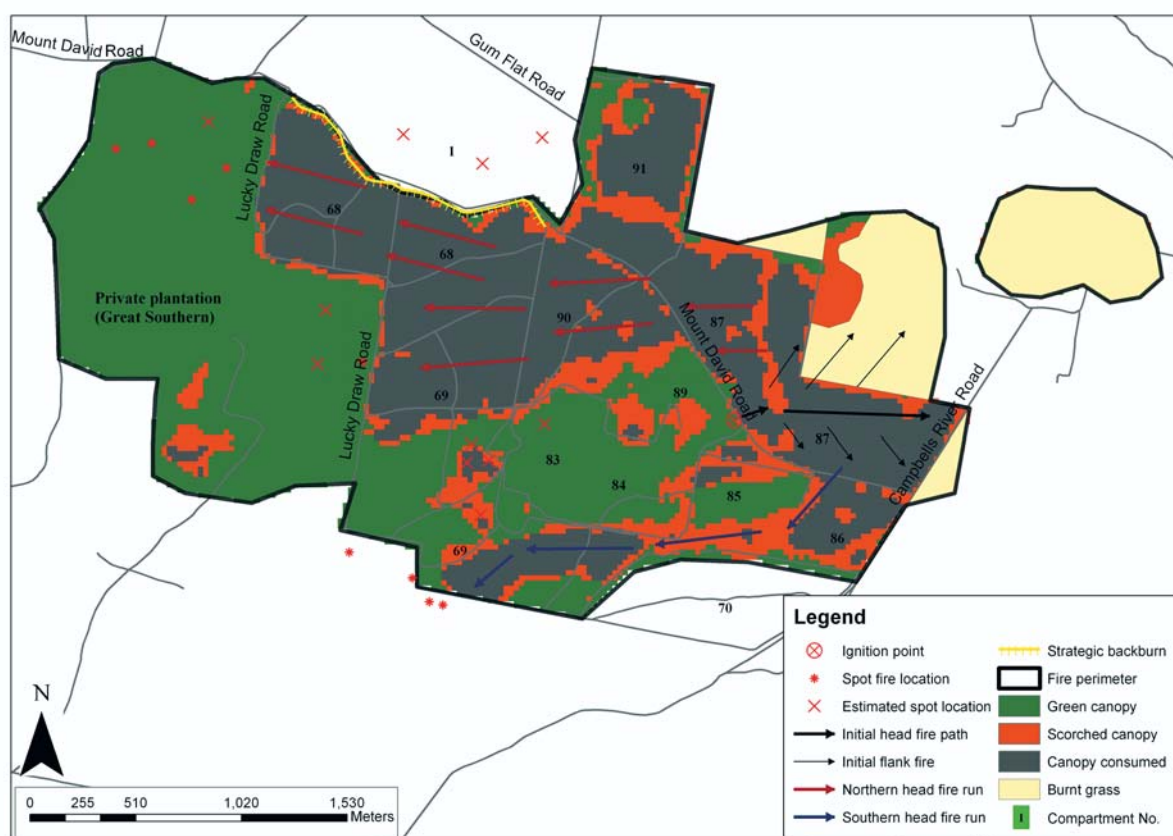 Mount David Road
Gum Flat Road
Lucky Draw Road
1
91
68
68
Private plantation
(Great Southern)
90
87
Mount David Road
69
89
Lucky Draw Road
87
Campbells River Road
83
84
85
86
69
70
N
0 255 510 1,020 1,530
Meters
Legend
Ignition point
Spot fire location
Estimated spot location
Initial head fire path
Initial flank fire
Northern head fire run
Southern head fire run
Strategic backburn
Fire perimeter
Green canopy
Scorched canopy
Canopy consumed
Burnt grass
1 Compartment No.